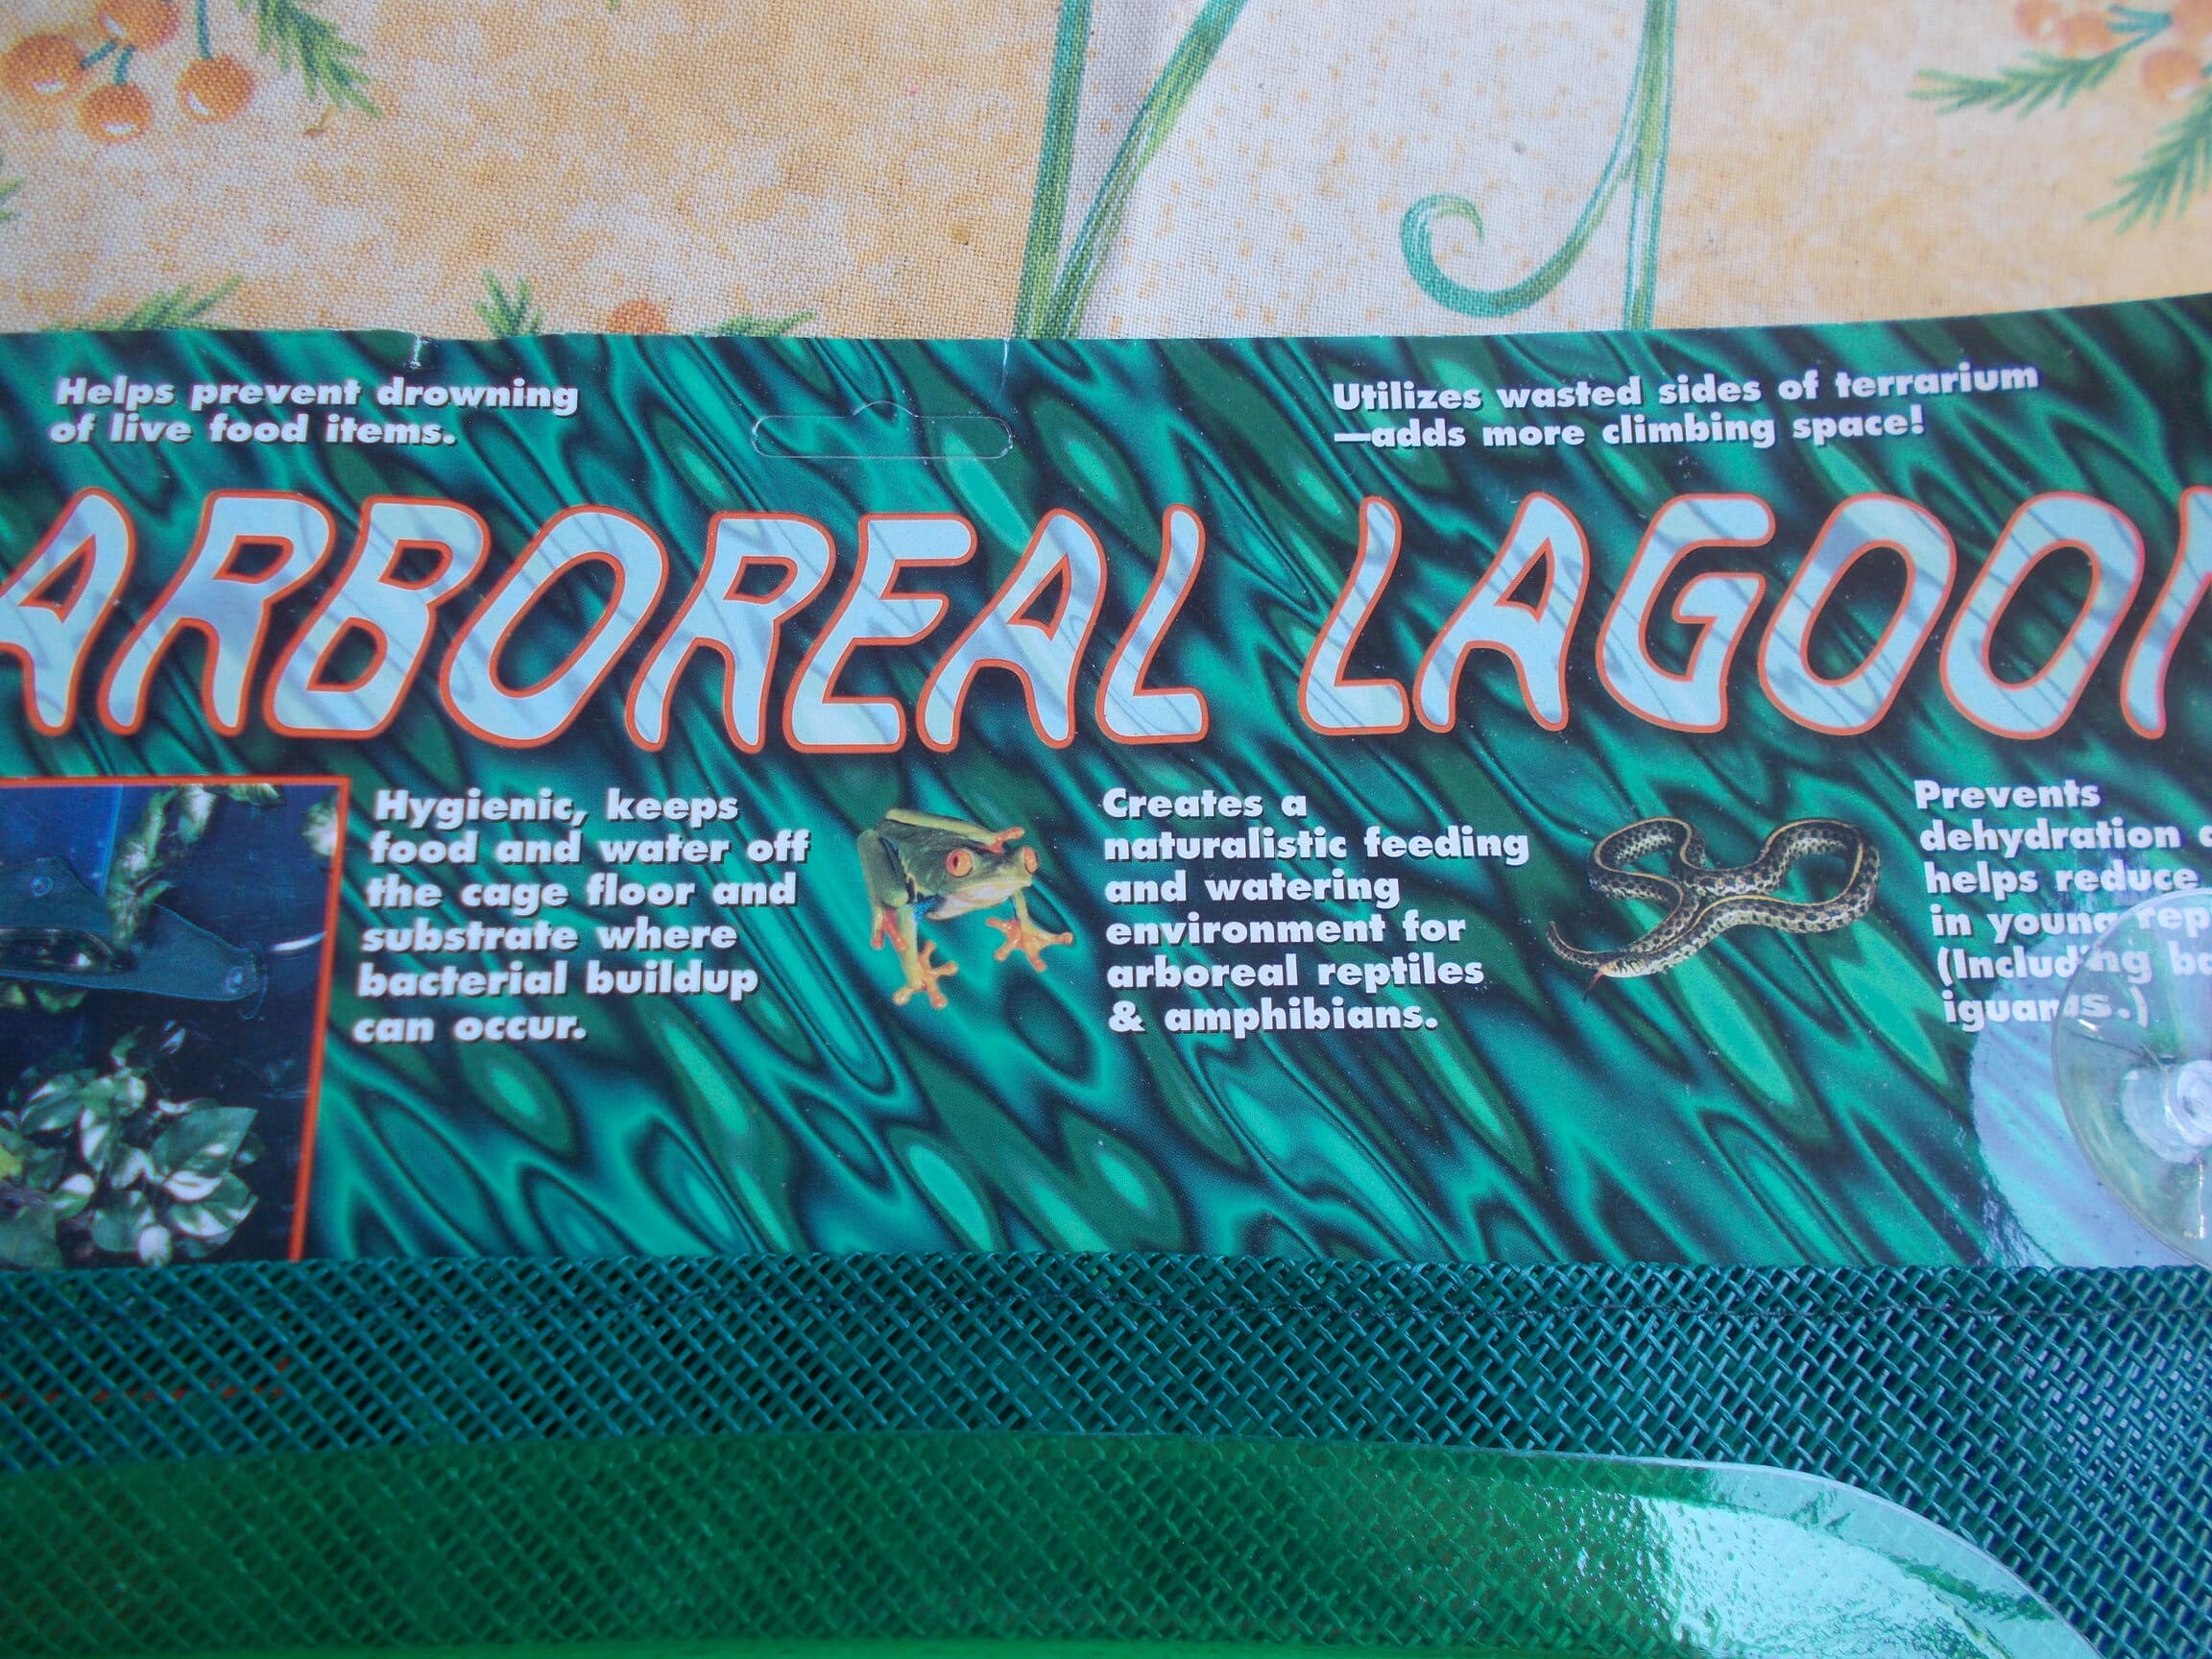 Helps prevent drowning
of live food items.
Utilizes wasted sides of terrarium
—adds more climbing space!
ARBOREAL LAGOON
Hygienic, keeps
food and water off
the cage floor and
substrate where
bacterial buildup
can occur.
Creates a
naturalistic feeding
and watering
environment for
arboreal reptiles
& amphibians.
Prevents
dehydration
helps reduce
in young
(Including
iguanas.)